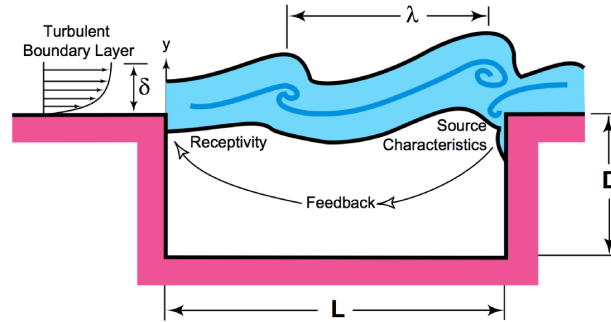 Turbulent
Boundary Layer
y
δ
λ
Receptivity
Source
Characteristics
Feedback
D
L